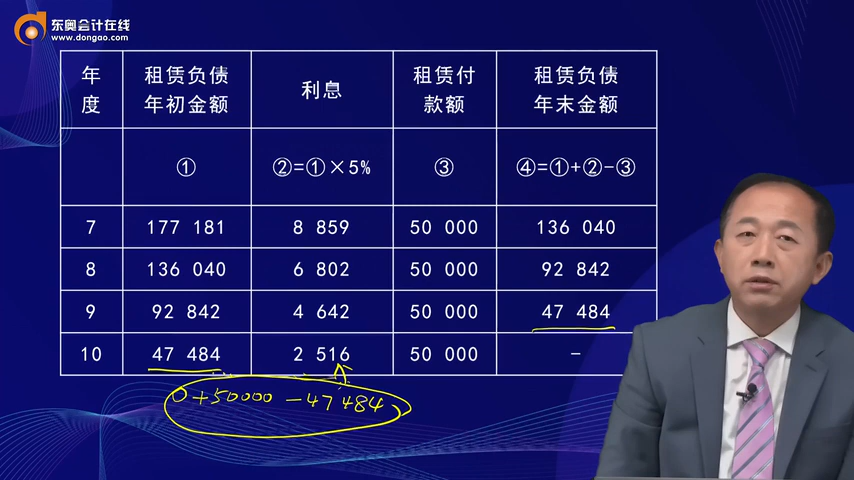 东奥会计在线
www.dongao.com
年度 租赁负债年初金额 利息 租赁付款额 租赁负债年末金额
① ②=①×5% ③ ④=①+②-③
7 177 181 8 859 50 000 136 040
8 136 040 6 802 50 000 92 842
9 92 842 4 642 50 000 47 484
10 47 484 2 516 50 000 -
0+50000-47484